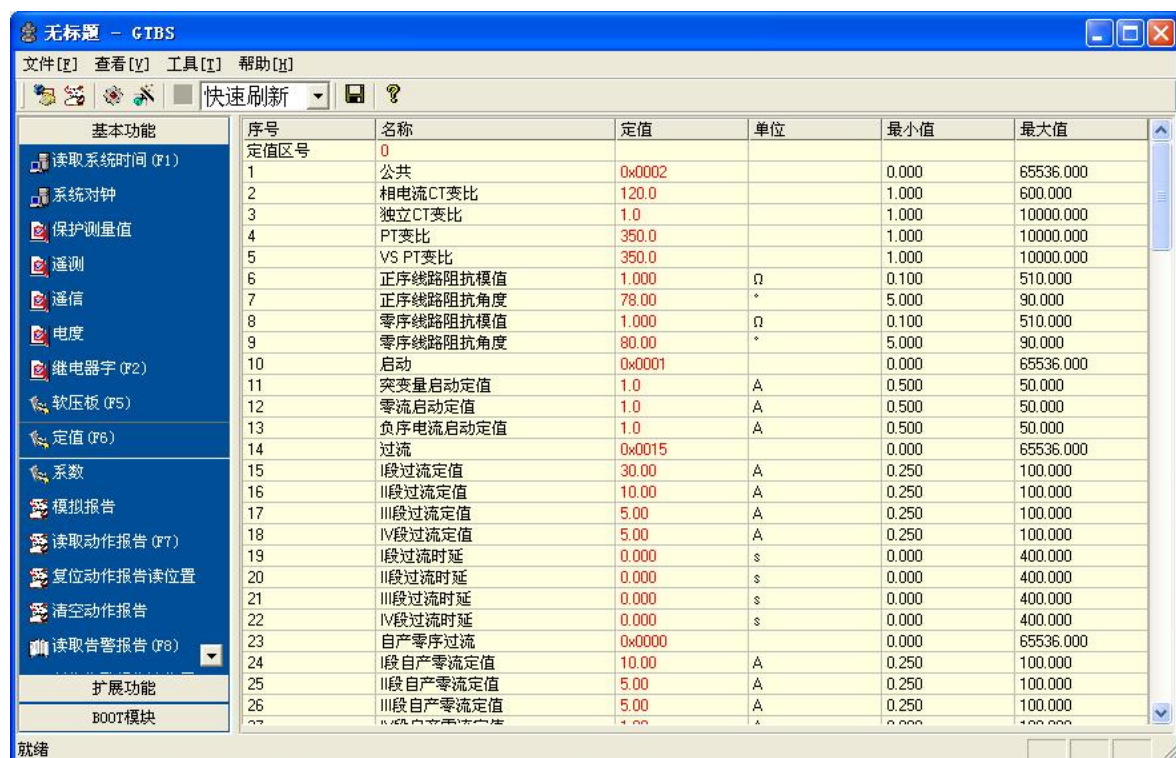 无标题 - GTBS
文件[F] 查看[V] 工具[T] 帮助[H]
快速刷新
基本功能
读取系统时间(F1)
系统对钟
保护测量值
遥测
遥信
电度
继电器字(F2)
软压板(F5)
定值(F6)
系数
模拟报告
读取动作报告(F7)
复位动作报告读位置
清空动作报告
读取告警报告(F8)
扩展功能
BOOT模块
序号 名称 定值 单位 最小值 最大值
定值区号 0
1 公共 0x0002 0.000 65536.000
2 相电流CT变比 120.0 1.000 600.000
3 独立CT变比 1.0 1.000 10000.000
4 PT变比 350.0 1.000 10000.000
5 VS PT变比 350.0 1.000 10000.000
6 正序线路阻抗模值 1.000 Ω 0.100 510.000
7 正序线路阻抗角度 78.00 ° 5.000 90.000
8 零序线路阻抗模值 1.000 Ω 0.100 510.000
9 零序线路阻抗角度 80.00 ° 5.000 90.000
10 启动 0x0001 0.000 65536.000
11 突变量启动定值 1.0 A 0.500 50.000
12 零流启动定值 1.0 A 0.500 50.000
13 负序电流启动定值 1.0 A 0.500 50.000
14 过流 0x0015 0.000 65536.000
15 I段过流定值 30.00 A 0.250 100.000
16 II段过流定值 10.00 A 0.250 100.000
17 III段过流定值 5.00 A 0.250 100.000
18 IV段过流定值 5.00 A 0.250 100.000
19 I段过流时延 0.000 s 0.000 400.000
20 II段过流时延 0.000 s 0.000 400.000
21 III段过流时延 0.000 s 0.000 400.000
22 IV段过流时延 0.000 s 0.000 400.000
23 自产零序过流 0x0000 0.000 65536.000
24 I段自产零流定值 10.00 A 0.250 100.000
25 II段自产零流定值 5.00 A 0.250 100.000
26 III段自产零流定值 5.00 A 0.250 100.000
就绪